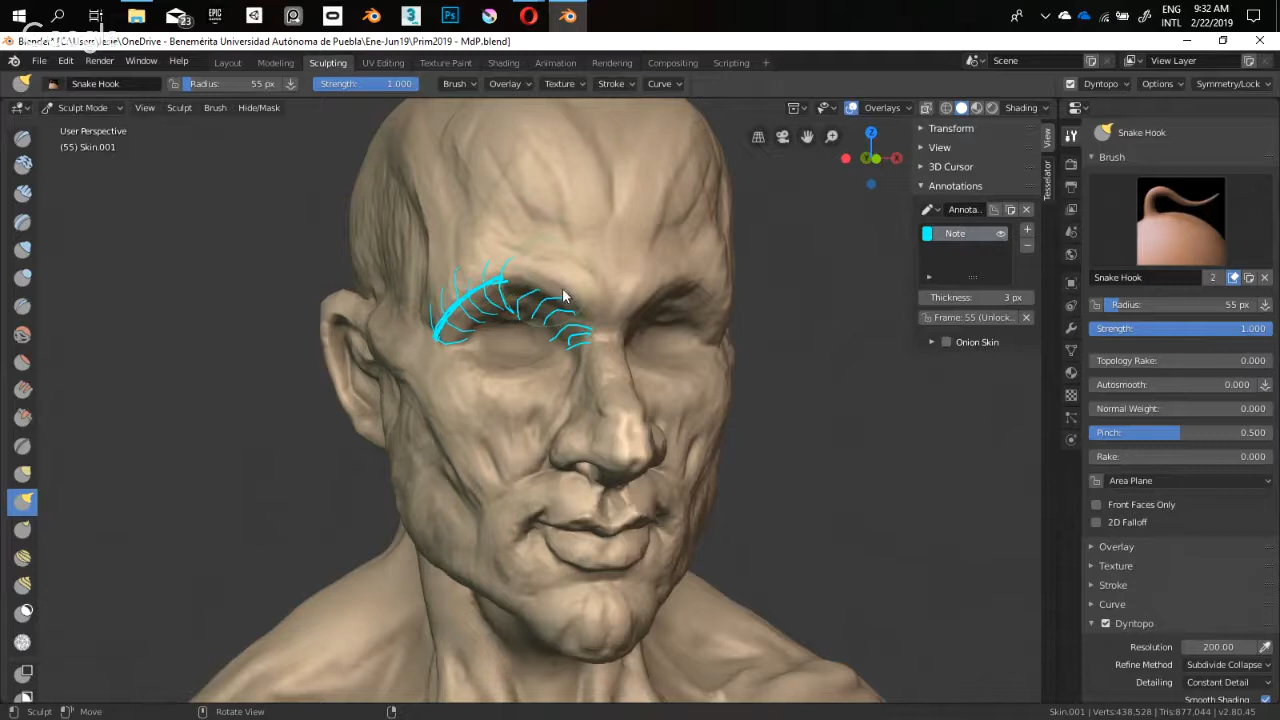 9:32 AM
ENG
INTL
2/22/2019
23
EPIC
Ps
Universidad Autónoma de Puebla\Ene-Jun19\Prim2019 - MdP.blend]
File Edit Render Window Help
Layout Modeling Sculpting UV Editing Texture Paint Shading Animation Rendering Compositing Scripting +
Scene
View Layer
Snake Hook
Radius: 55 px
Strength: 1.000
Brush Overlay Texture Stroke Curve
Dyntopo Options Symmetry/Lock
Sculpt Mode View Sculpt Brush Hide/Mask
Overlays Shading
User Perspective
(55) Skin.001
Z
Y
X
Transform
View
3D Cursor
Annotations
Annota..
Note
Thickness: 3 px
Frame: 55 (Unlock...
Onion Skin
View
Tesselator
Snake Hook
Brush
Snake Hook 2
Radius: 55 px
Strength: 1.000
Topology Rake: 0.000
Autosmooth: 0.000
Normal Weight: 0.000
Pinch: 0.500
Rake: 0.000
Area Plane
Front Faces Only
2D Falloff
Overlay
Texture
Stroke
Curve
Dyntopo
Resolution 200.00
Refine Method Subdivide Collapse
Detailing Constant Detail
Smooth Shading
Sculpt
Move
Rotate View
Skin.001 | Verts:438,528 | Tris:877,044 | v2.80.45